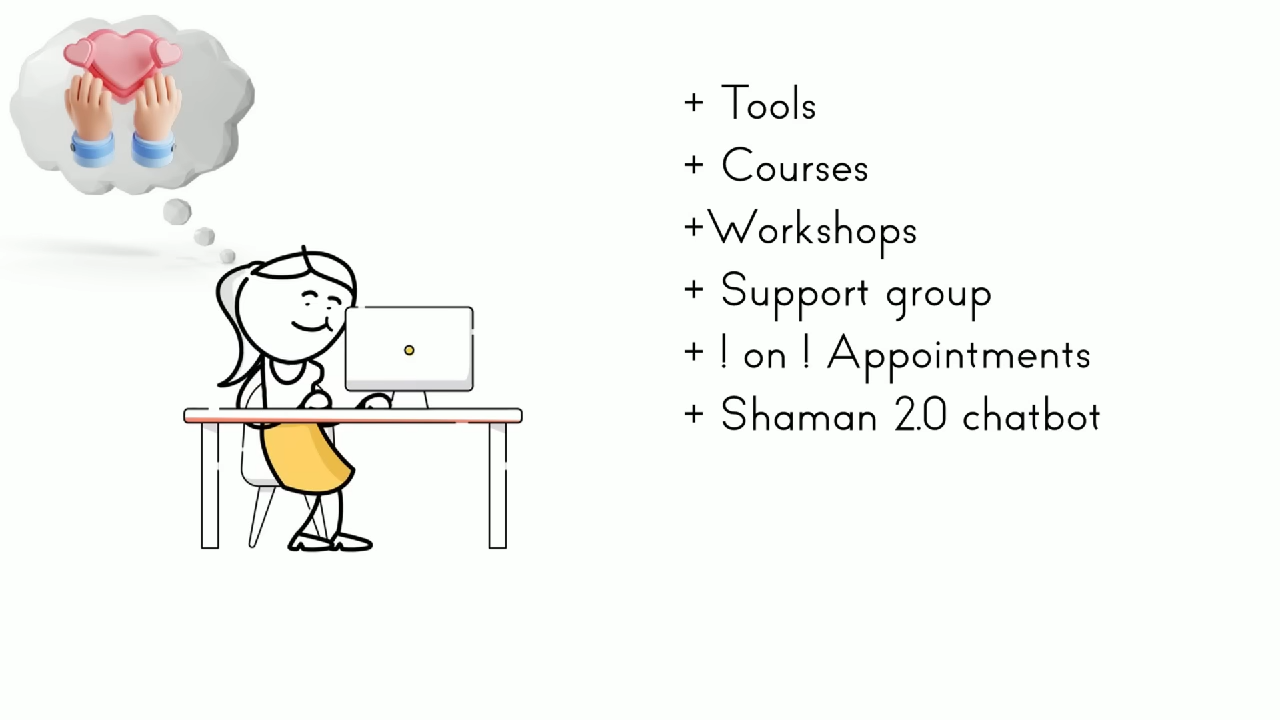 + Tools
+ Courses
+Workshops
+ Support group
+ ! on ! Appointments
+ Shaman 2.0 chatbot